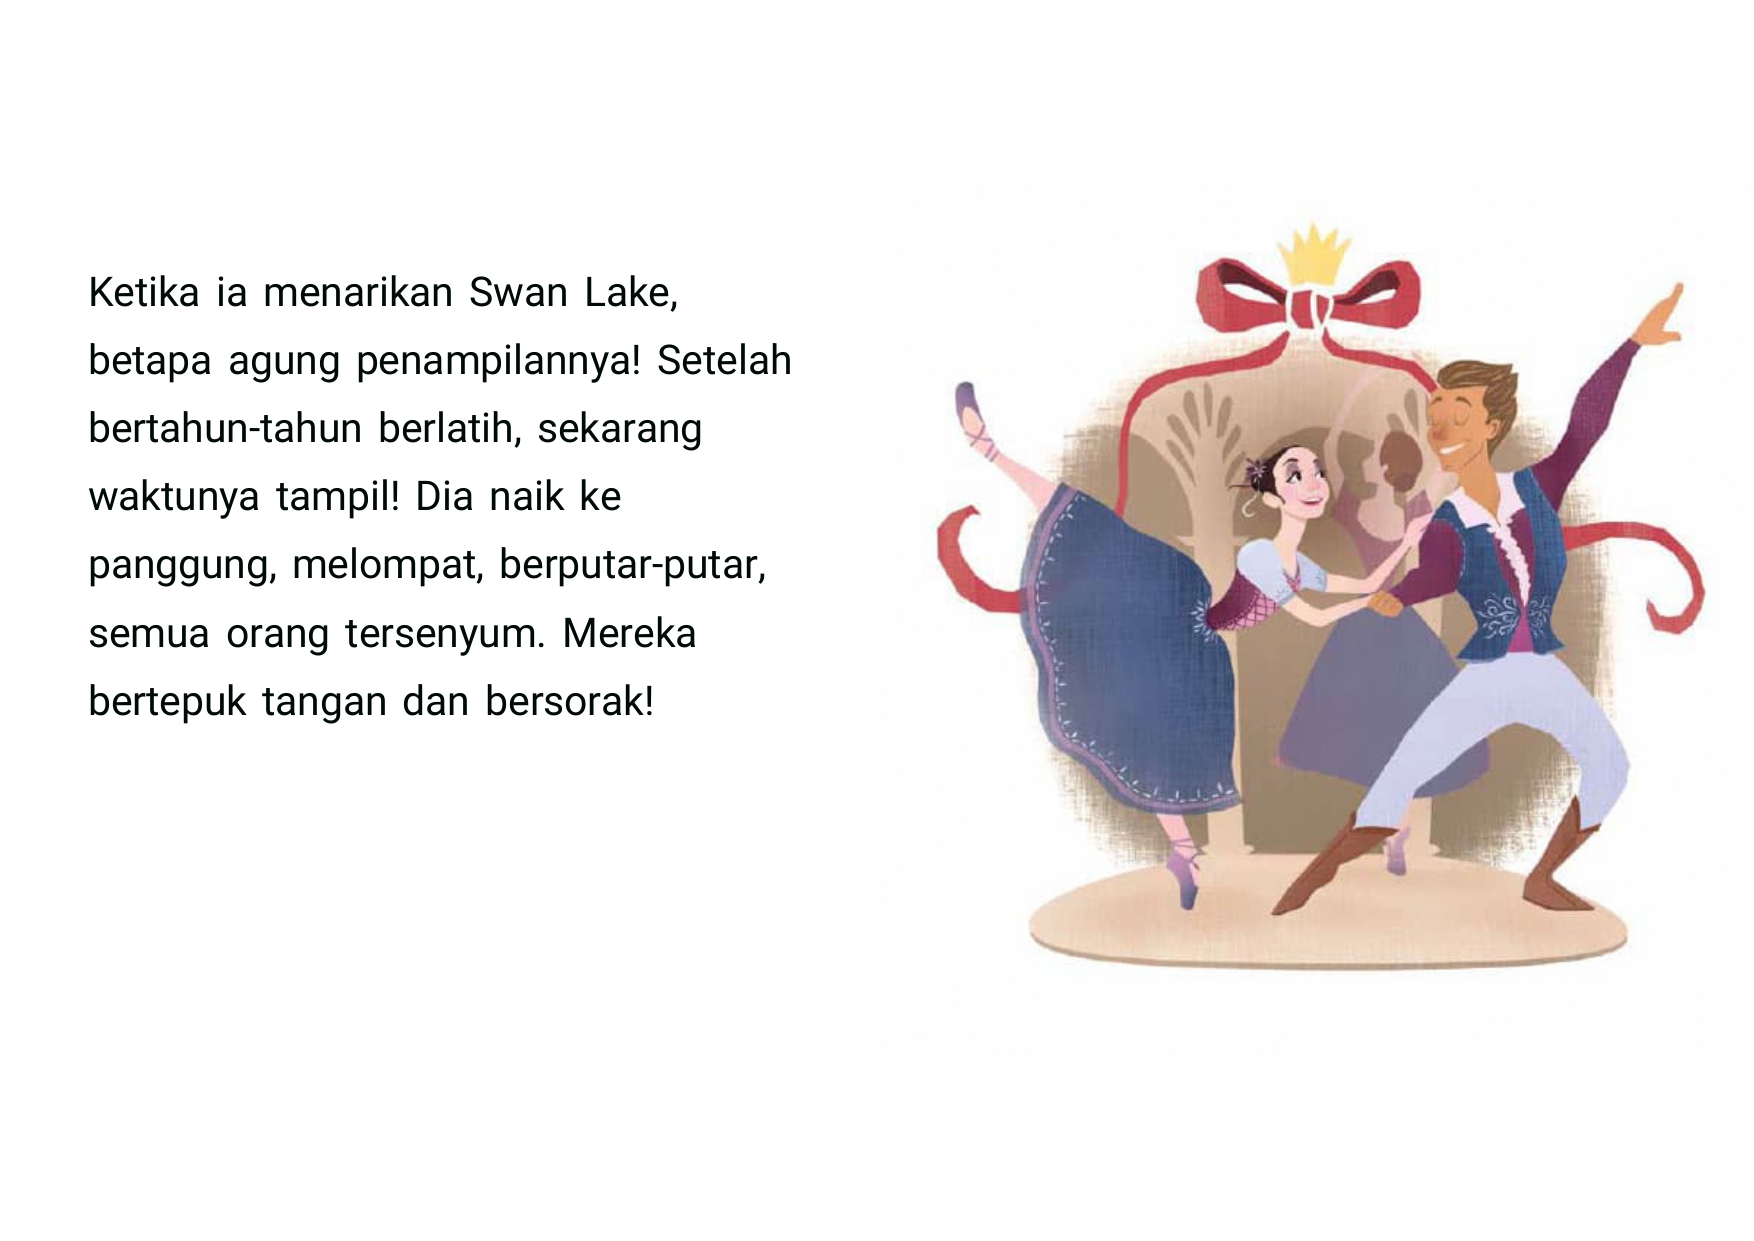 Ketika ia menarikan Swan Lake,
betapa agung penampilannya! Setelah
bertahun-tahun berlatih, sekarang
waktunya tampil! Dia naik ke
panggung, melompat, berputar-putar,
semua orang tersenyum. Mereka
bertepuk tangan dan bersorak!